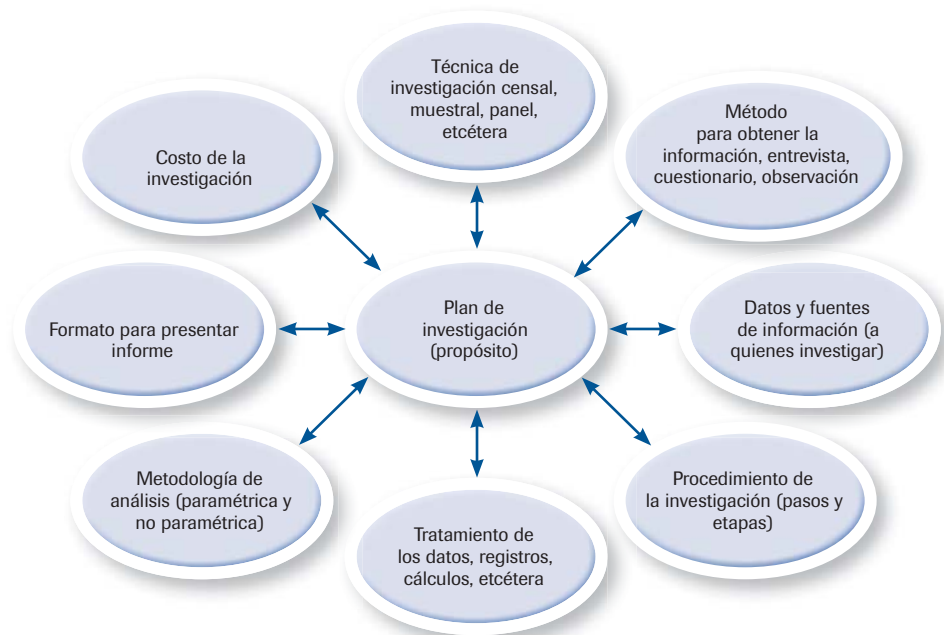 Técnica de
investigación censal,
muestral, panel,
etcétera
Método
para obtener la
información, entrevista,
cuestionario, observación
Costo de la
investigación
Plan de
investigación
(propósito)
Datos y fuentes
de información (a
quienes investigar)
Formato para presentar
informe
Metodología de
análisis (paramétrica y
no paramétrica)
Procedimiento de
la investigación (pasos y
etapas)
Tratamiento de
los datos, registros,
cálculos, etcétera